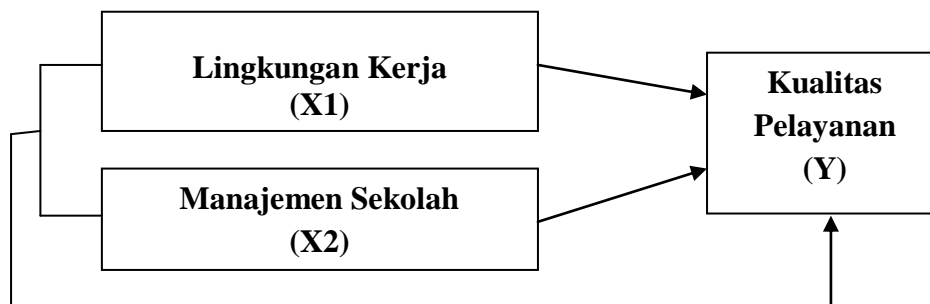 Lingkungan Kerja
(X1)
Manajemen Sekolah
(X2)
Kualitas
Pelayanan
(Y)